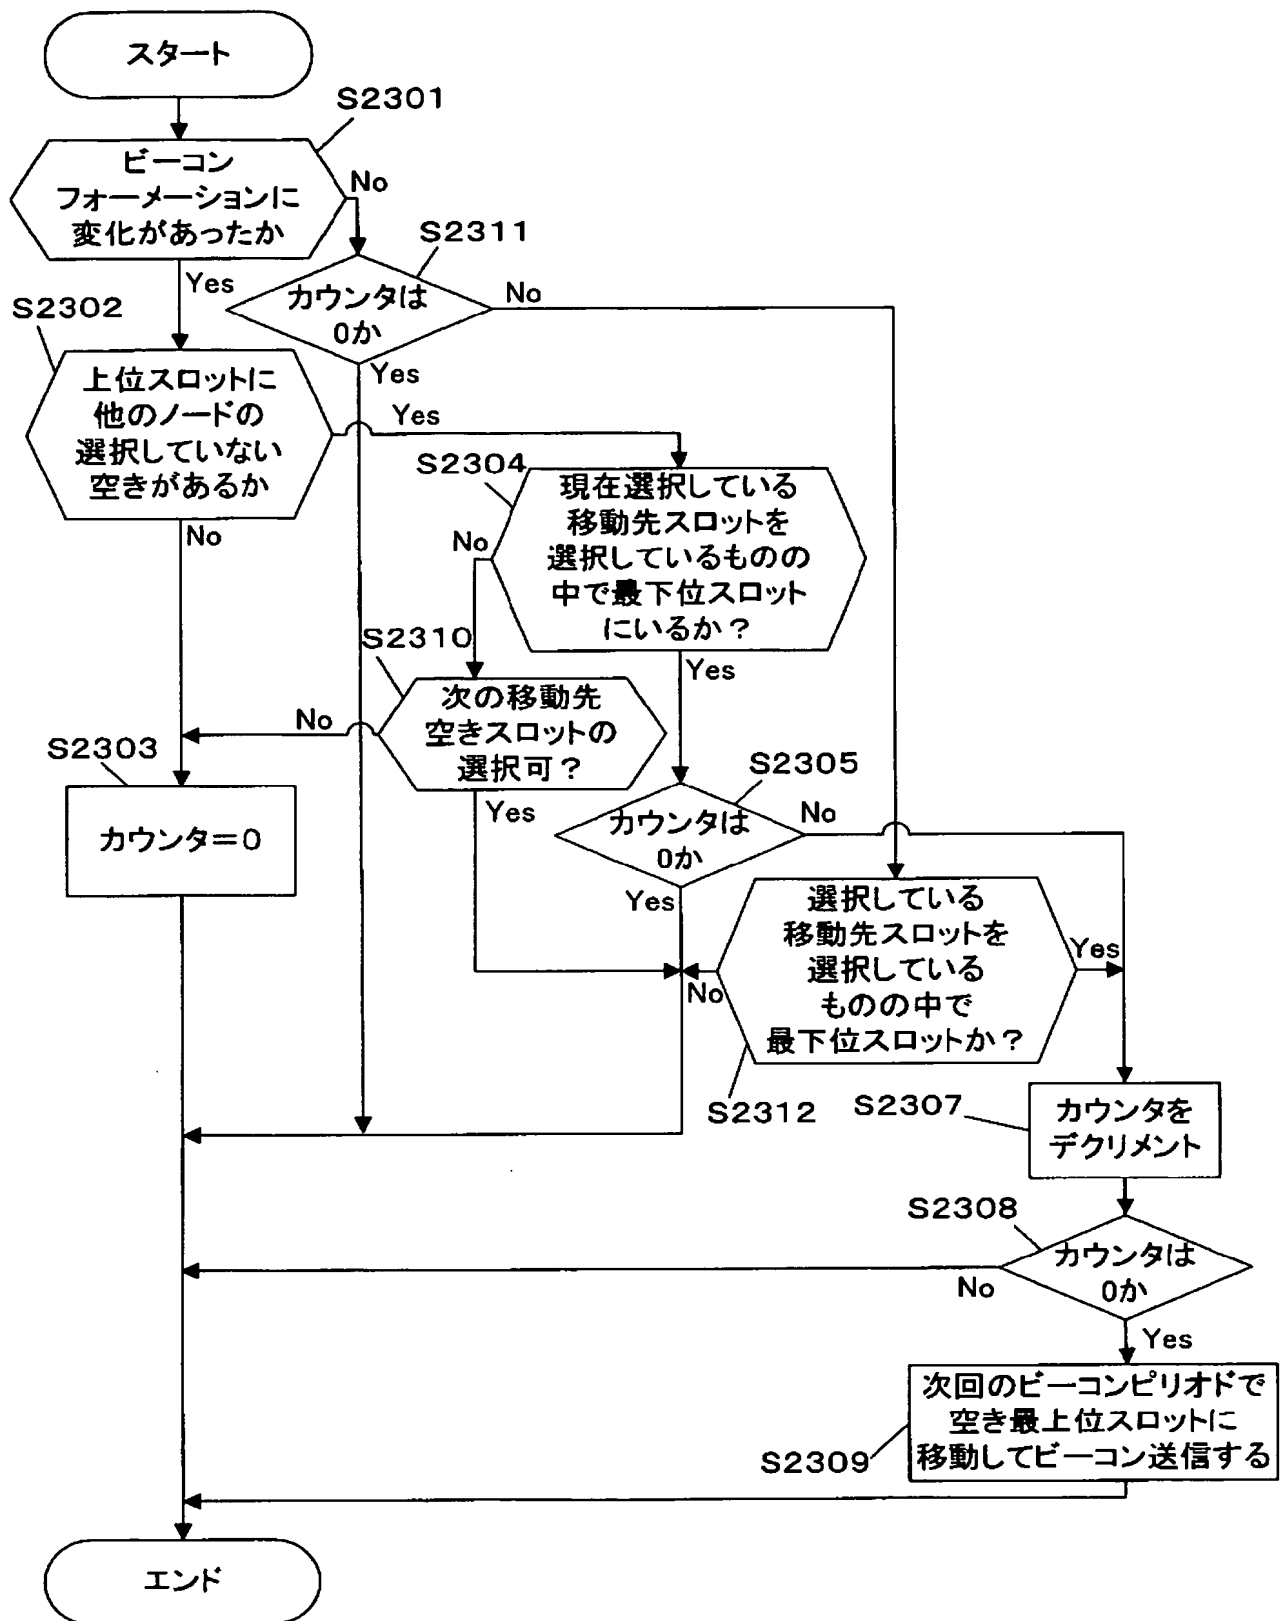 スタート
S2301
ビーコン
フォーメーションに
変化があったか
No
Yes
S2311
カウンタは
0か
No
Yes
S2302
上位スロットに
他のノードの
選択していない
空きがあるか
Yes
No
S2304
現在選択している
移動先スロットを
選択しているものの
中で最下位スロット
にいるか？
No
Yes
S2310
次の移動先
空きスロットの
選択可？
No
Yes
S2303
カウンタ＝0
S2305
カウンタは
0か
No
Yes
選択している
移動先スロットを
選択している
ものの中で
最下位スロットか？
Yes
No
S2312
S2307
カウンタを
デクリメント
S2308
カウンタは
0か
No
Yes
次回のビーコンピリオドで
空き最上位スロットに
移動してビーコン送信する
S2309
エンド